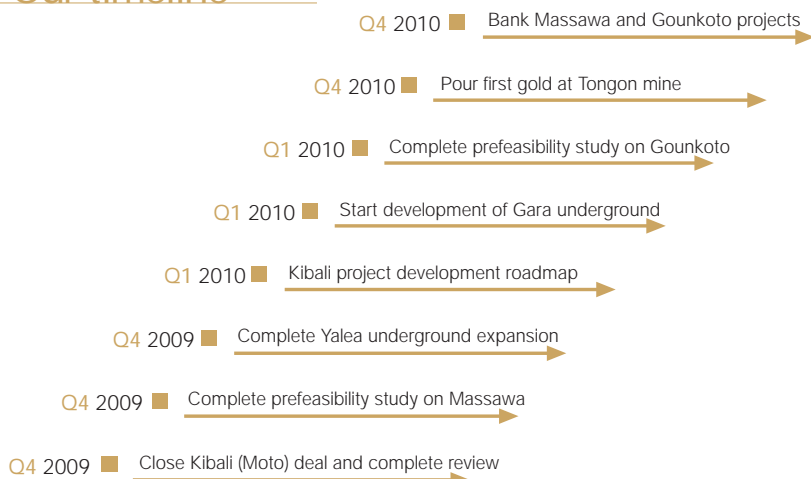 Our timeline
Q4 2010 Bank Massawa and Gounkoto projects
Q4 2010 Pour first gold at Tongon mine
Q1 2010 Complete prefeasibility study on Gounkoto
Q1 2010 Start development of Gara underground
Q1 2010 Kibali project development roadmap
Q4 2009 Complete Yalea underground expansion
Q4 2009 Complete prefeasibility study on Massawa
Q4 2009 Close Kibali (Moto) deal and complete review